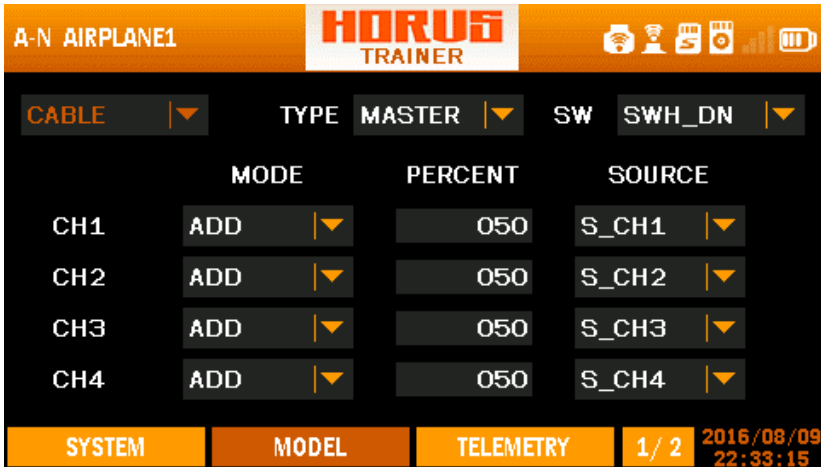 A-N AIRPLANE1
HORUS
TRAINER
CABLE TYPE MASTER SW SWH_DN
MODE PERCENT SOURCE
CH1 ADD 050 S_CH1
CH2 ADD 050 S_CH2
CH3 ADD 050 S_CH3
CH4 ADD 050 S_CH4
SYSTEM MODEL TELEMETRY 1/2 2016/08/09
22:33:15